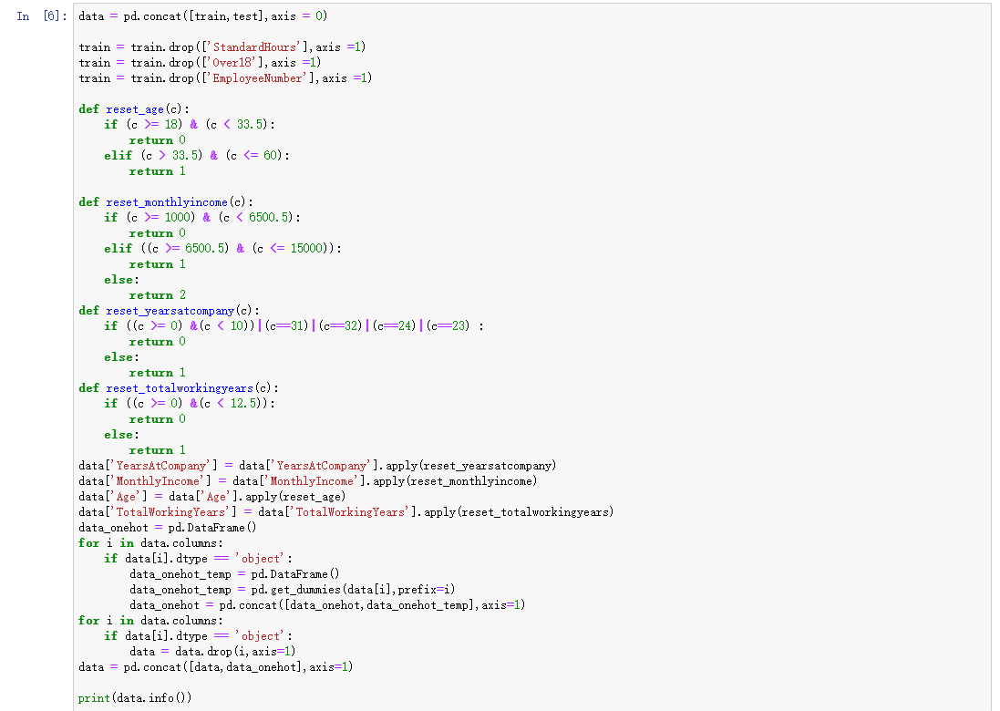 In [6]: data = pd.concat([train,test],axis = 0)
train = train.drop(['StandardHours'],axis =1)
train = train.drop(['Over18'],axis =1)
train = train.drop(['EmployeeNumber'],axis =1)
def reset_age(c):
    if (c >= 18) & (c < 33.5):
        return 0
    elif (c > 33.5) & (c <= 60):
        return 1
def reset_monthlyincome(c):
    if (c >= 1000) & (c < 6500.5):
        return 0
    elif ((c >= 6500.5) & (c <= 15000)):
        return 1
    else:
        return 2
def reset_yearsatcompany(c):
    if ((c >= 0) &(c < 10))|(c==31)|(c==32)|(c==24)|(c==23) :
        return 0
    else:
        return 1
def reset_totalworkingyears(c):
    if ((c >= 0) &(c < 12.5)):
        return 0
    else:
        return 1
data['YearsAtCompany'] = data['YearsAtCompany'].apply(reset_yearsatcompany)
data['MonthlyIncome'] = data['MonthlyIncome'].apply(reset_monthlyincome)
data['Age'] = data['Age'].apply(reset_age)
data['TotalWorkingYears'] = data['TotalWorkingYears'].apply(reset_totalworkingyears)
data_onehot = pd.DataFrame()
for i in data.columns:
    if data[i].dtype == 'object':
        data_onehot_temp = pd.DataFrame()
        data_onehot_temp = pd.get_dummies(data[i],prefix=i)
        data_onehot = pd.concat([data_onehot,data_onehot_temp],axis=1)
for i in data.columns:
    if data[i].dtype == 'object':
        data = data.drop(i,axis=1)
data = pd.concat([data,data_onehot],axis=1)
print(data.info())